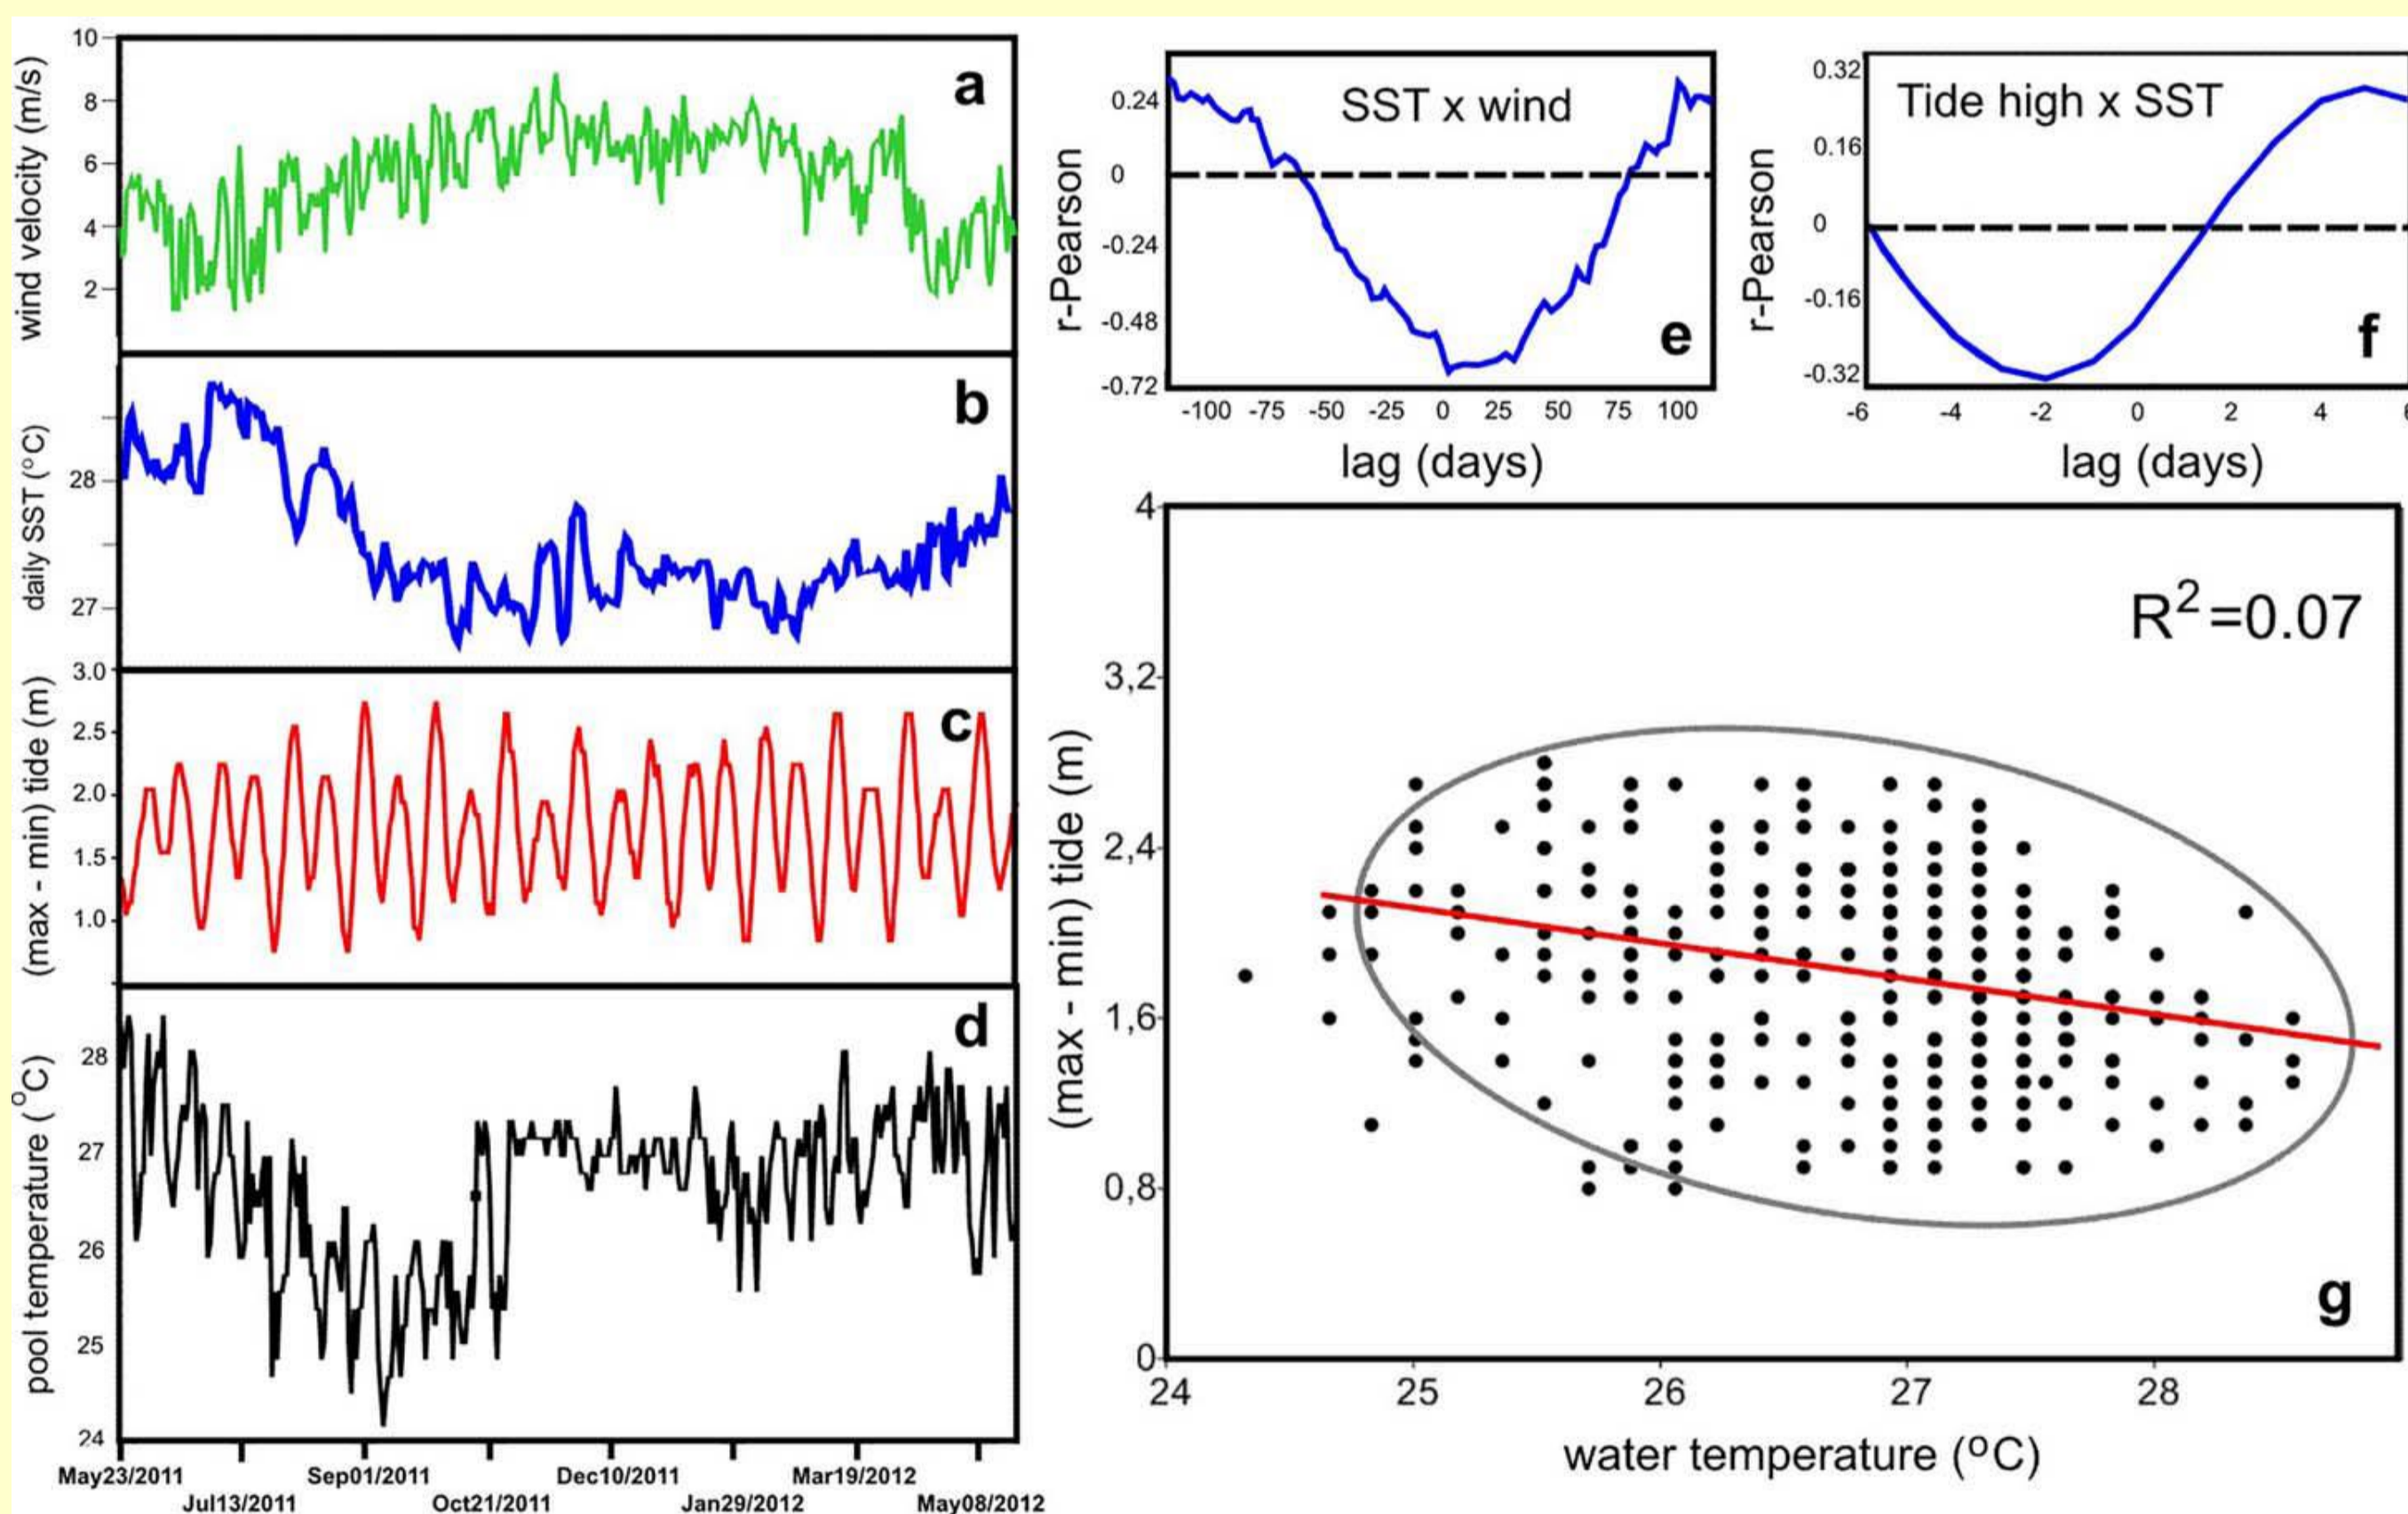 a
wind velocity (m/s)
10
8
6
4
2
b
daily SST (°C)
28
27
c
(max - min) tide (m)
3.0
2.5
2.0
1.5
1.0
d
pool temperature (°C)
28
27
26
25
24
May23/2011
Sep01/2011
Dec10/2011
Mar19/2012
Jul13/2011
Oct21/2011
Jan29/2012
May08/2012
SST x wind
e
r-Pearson
0.24
0
-0.24
-0.48
-0.72
-100 -75 -50 -25 0 25 50 75 100
lag (days)
Tide high x SST
f
r-Pearson
0.32
0.16
0
-0.16
-0.32
-6 -4 -2 0 2 4 6
lag (days)
R²=0.07
g
(max - min) tide (m)
4
3,2
2,4
1,6
0,8
0
24 25 26 27 28
water temperature (°C)